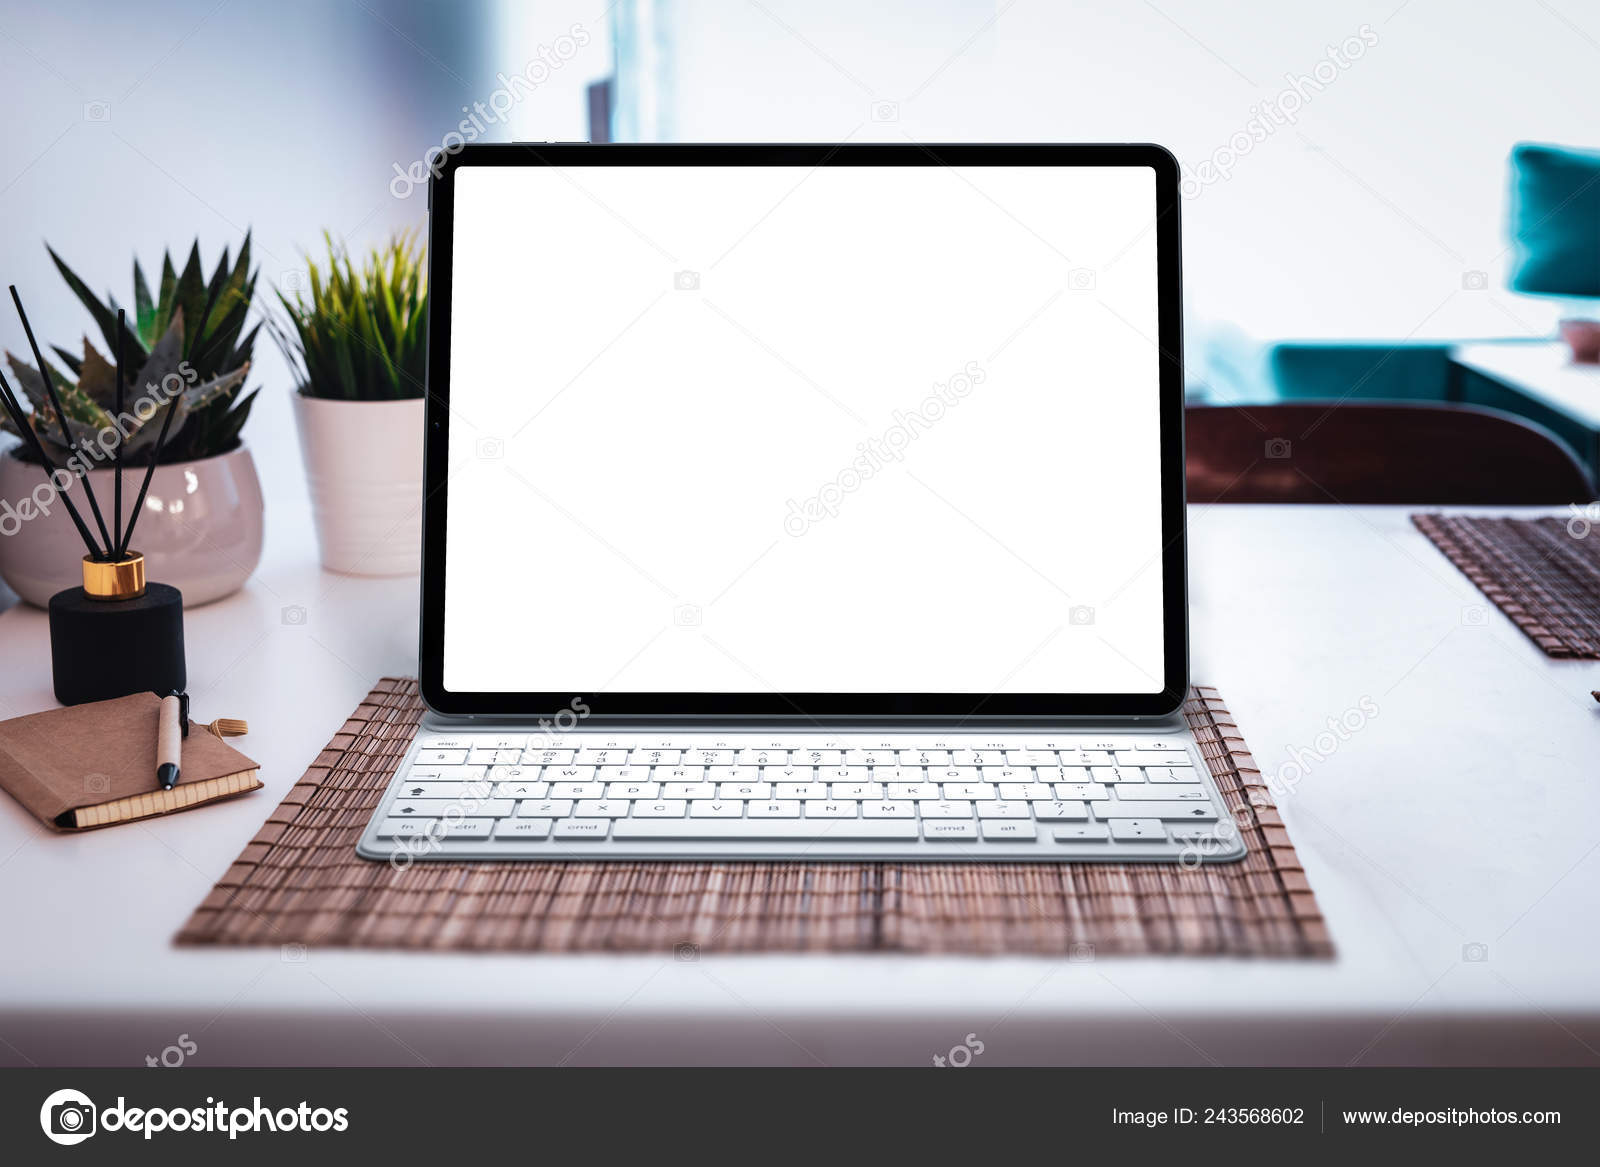 depositphotos
depositphotos
depositphotos
depositphotos
depositphotos
depositphotos
depositphotos
esc
Q W E R T Y U I O P
A S D F G H J K L
Z X C V B N M
fn ctrl alt cmd cmd alt
depositphotos
Image ID: 243568602
www.depositphotos.com